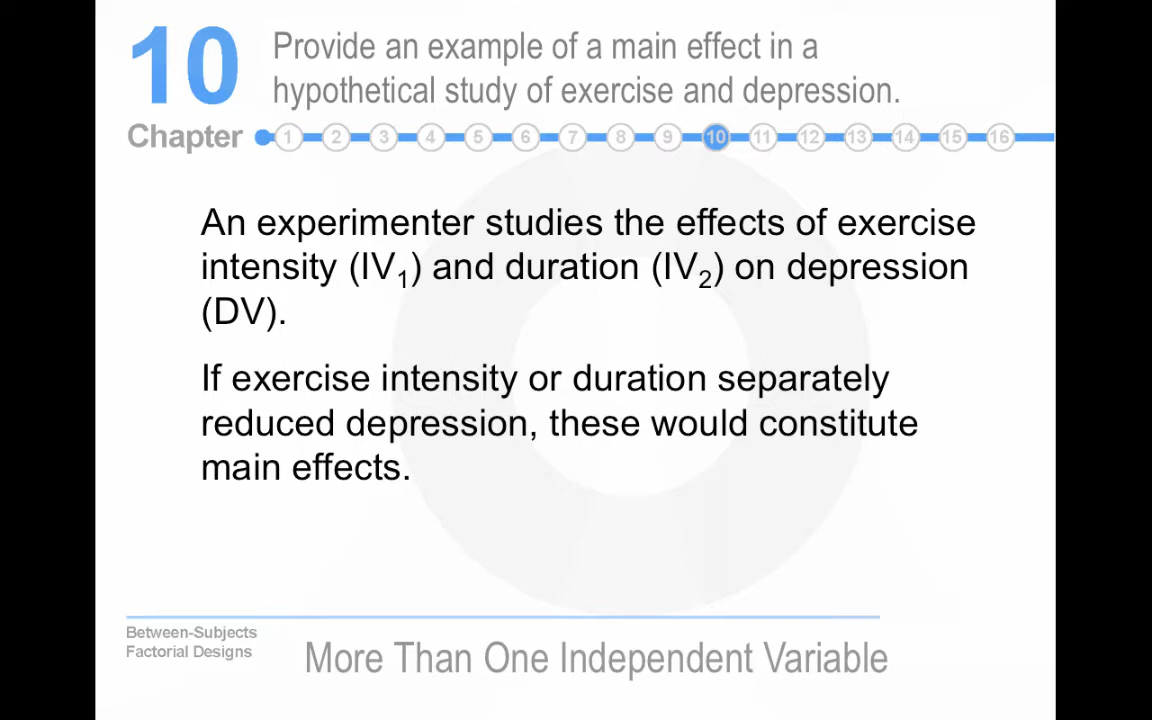 10
Provide an example of a main effect in a
hypothetical study of exercise and depression.
Chapter 1 2 3 4 5 6 7 8 9 10 11 12 13 14 15 16
An experimenter studies the effects of exercise
intensity (IV₁) and duration (IV₂) on depression
(DV).
If exercise intensity or duration separately
reduced depression, these would constitute
main effects.
Between-Subjects
Factorial Designs
More Than One Independent Variable